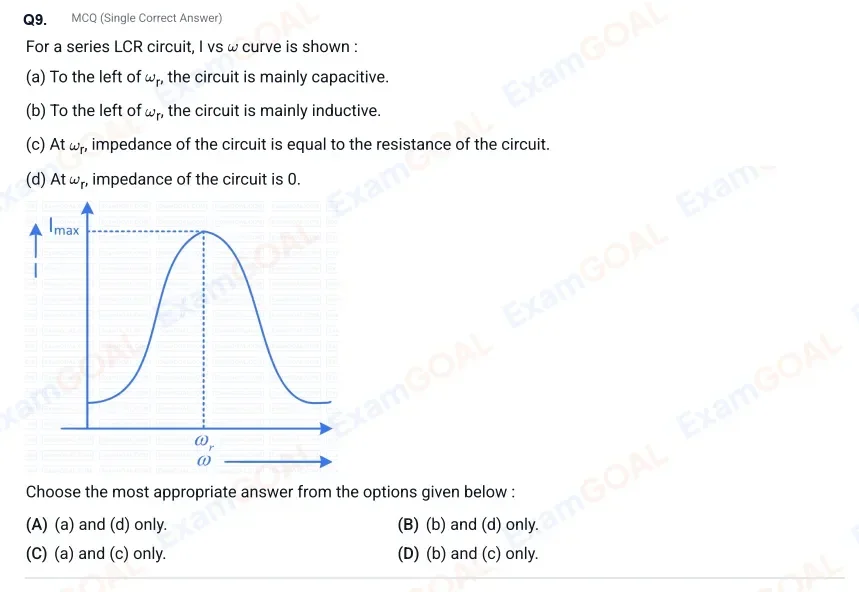 Q9. MCQ (Single Correct Answer)
For a series LCR circuit, I vs ω curve is shown :
(a) To the left of ωr, the circuit is mainly capacitive.
(b) To the left of ωr, the circuit is mainly inductive.
(c) At ωr, impedance of the circuit is equal to the resistance of the circuit.
(d) At ωr, impedance of the circuit is 0.
Imax
I
ωr
ω
Choose the most appropriate answer from the options given below :
(A) (a) and (d) only. (B) (b) and (d) only.
(C) (a) and (c) only. (D) (b) and (c) only.
ExamGOAL